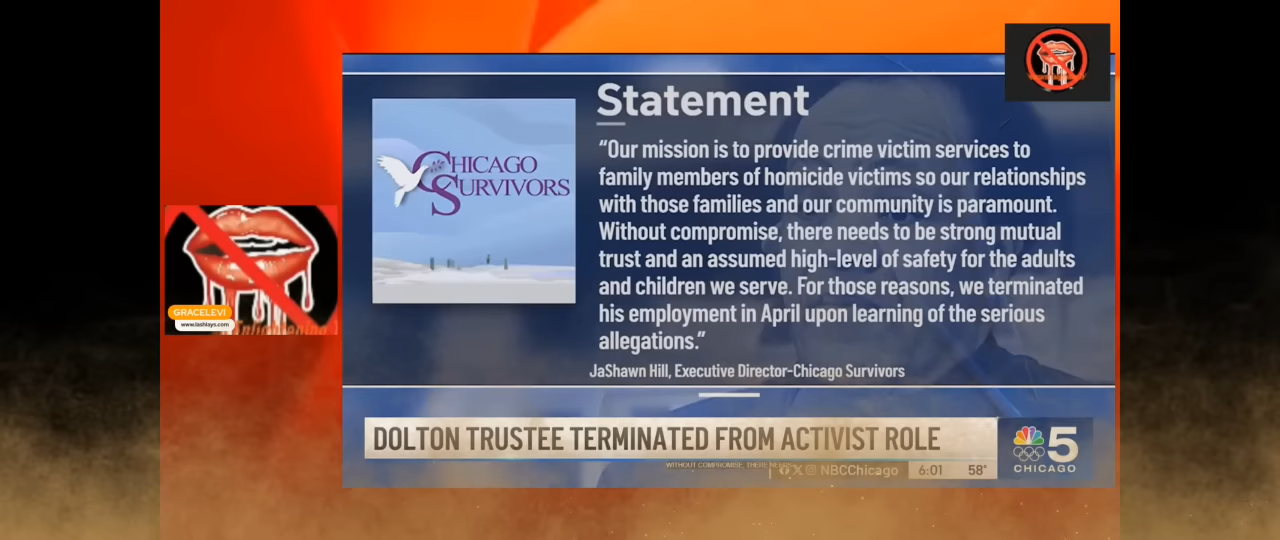 Statement
“Our mission is to provide crime victim services to
family members of homicide victims so our relationships
with those families and our community is paramount.
Without compromise, there needs to be strong mutual
trust and an assumed high-level of safety for the adults
and children we serve. For those reasons, we terminated
his employment in April upon learning of the serious
allegations.”
JaShawn Hill, Executive Director-Chicago Survivors
CHICAGO
SURVIVORS
GRACELEVI
www.lashlays.com
DOLTON TRUSTEE TERMINATED FROM ACTIVIST ROLE
WITHOUT COMPROMISE, THERE NEEDS
NBCChicago
6:01
58°
5
CHICAGO